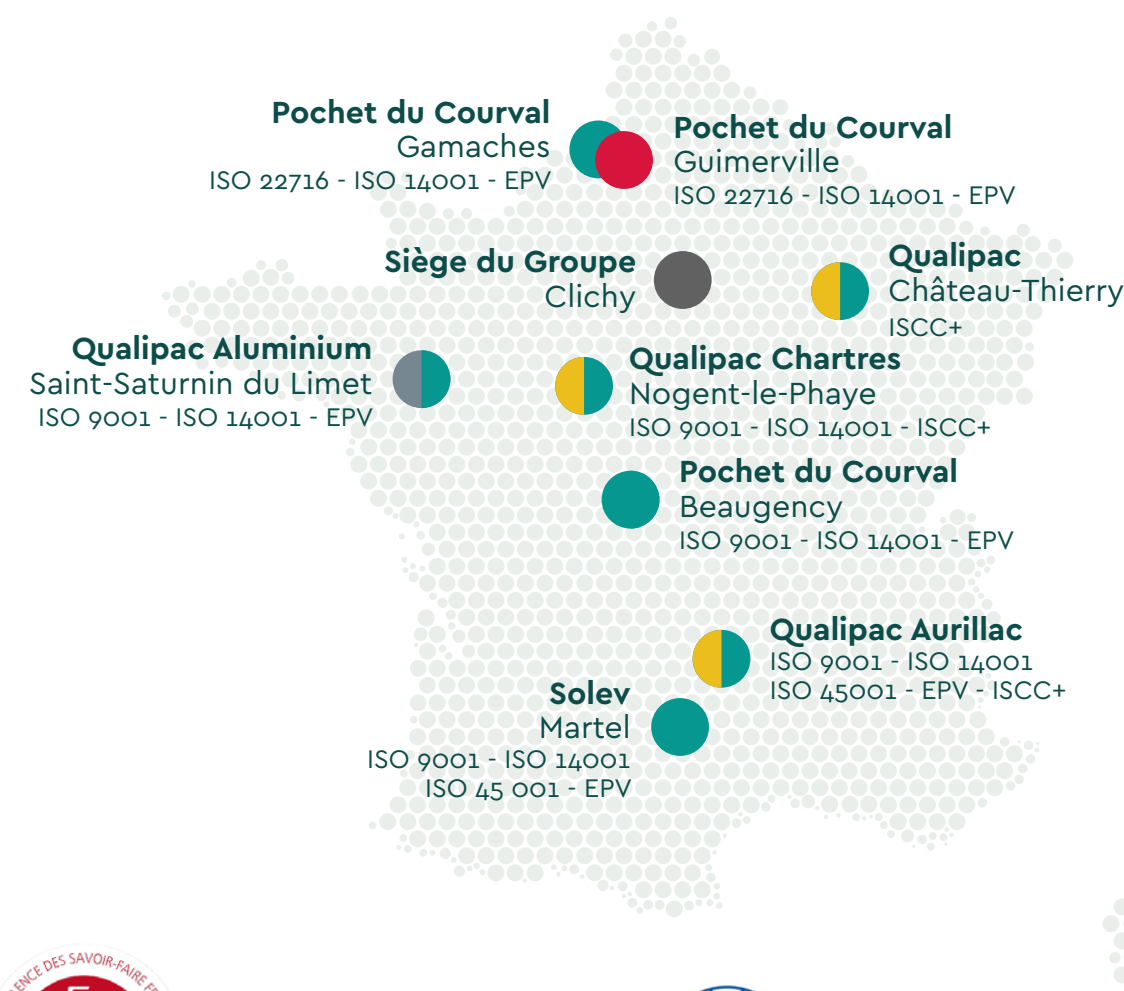 Pochet du Courval
Gamaches
ISO 22716 - ISO 14001 - EPV
Pochet du Courval
Guimerville
ISO 22716 - ISO 14001 - EPV
Siège du Groupe
Clichy
Qualipac
Château-Thierry
ISCC+
Qualipac Aluminium
Saint-Saturnin du Limet
ISO 9001 - ISO 14001 - EPV
Qualipac Chartres
Nogent-le-Phaye
ISO 9001 - ISO 14001 - ISCC+
Pochet du Courval
Beaugency
ISO 9001 - ISO 14001 - EPV
Qualipac Aurillac
ISO 9001 - ISO 14001
ISO 45001 - EPV - ISCC+
Solev
Martel
ISO 9001 - ISO 14001
ISO 45 001 - EPV
DES SAVOIR-FAIRE